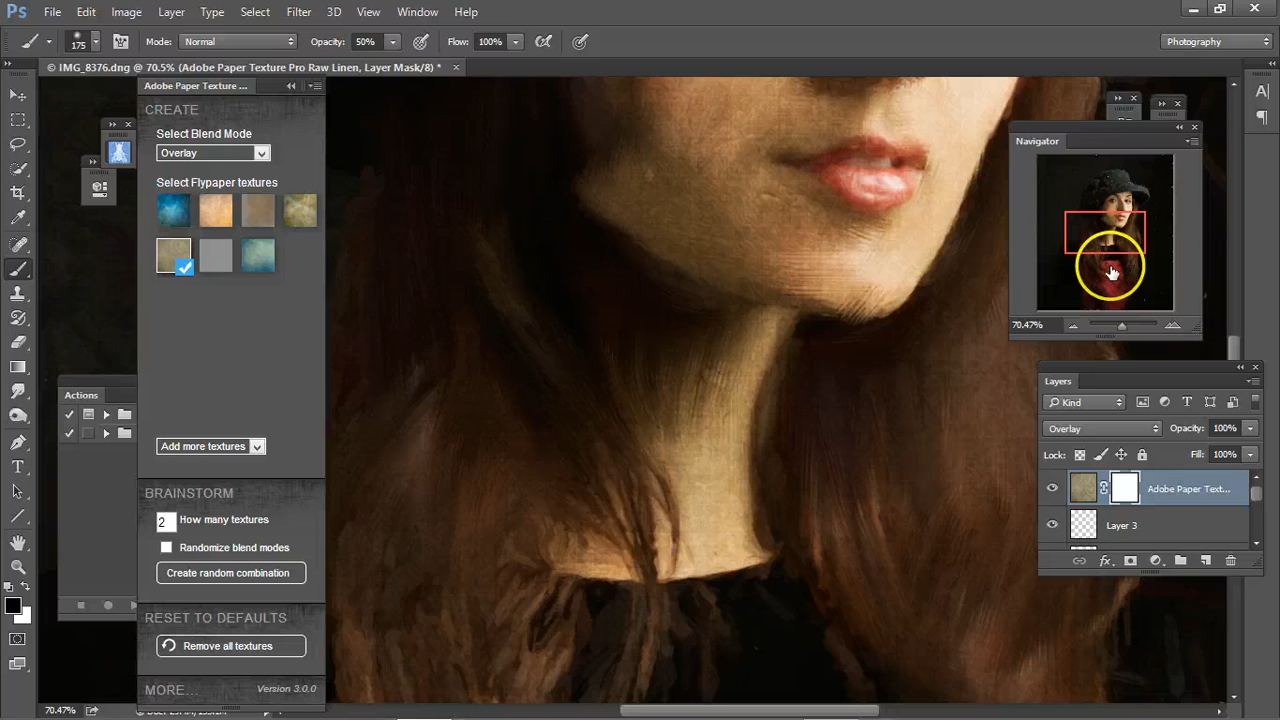 Ps File Edit Image Layer Type Select Filter 3D View Window Help
175 Mode: Normal Opacity: 50% Flow: 100% Photography
© IMG_8376.dng @ 70.5% (Adobe Paper Texture Pro Raw Linen, Layer Mask/8) * ×
Adobe Paper Texture ...
CREATE
Select Blend Mode
Overlay
Select Flypaper textures
Add more textures
BRAINSTORM
2 How many textures
Randomize blend modes
Create random combination
RESET TO DEFAULTS
Remove all textures
MORE... Version 3.0.0
Actions
Navigator
70.47%
Layers
Kind
Overlay Opacity: 100%
Lock: Fill: 100%
Adobe Paper Text...
Layer 3
70.47%